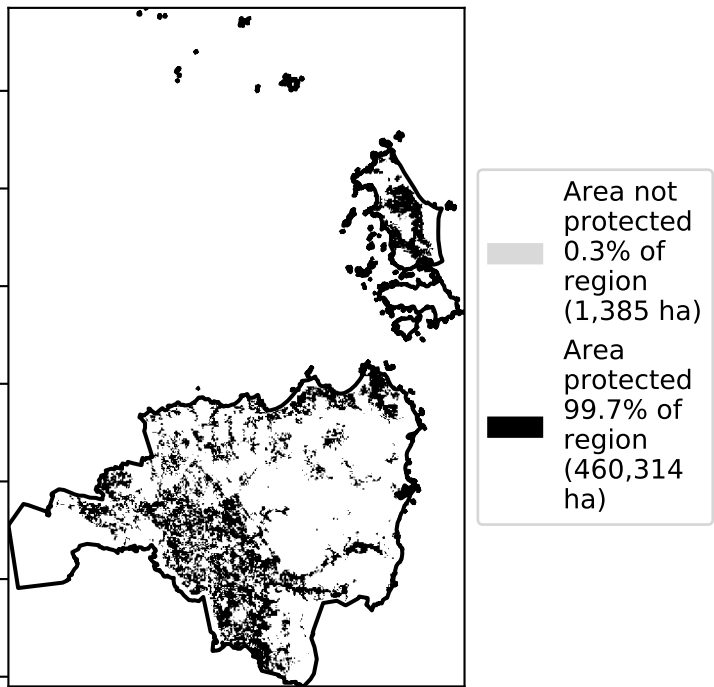 Area not
protected
0.3% of
region
(1,385 ha)
Area
protected
99.7% of
region
(460,314
ha)